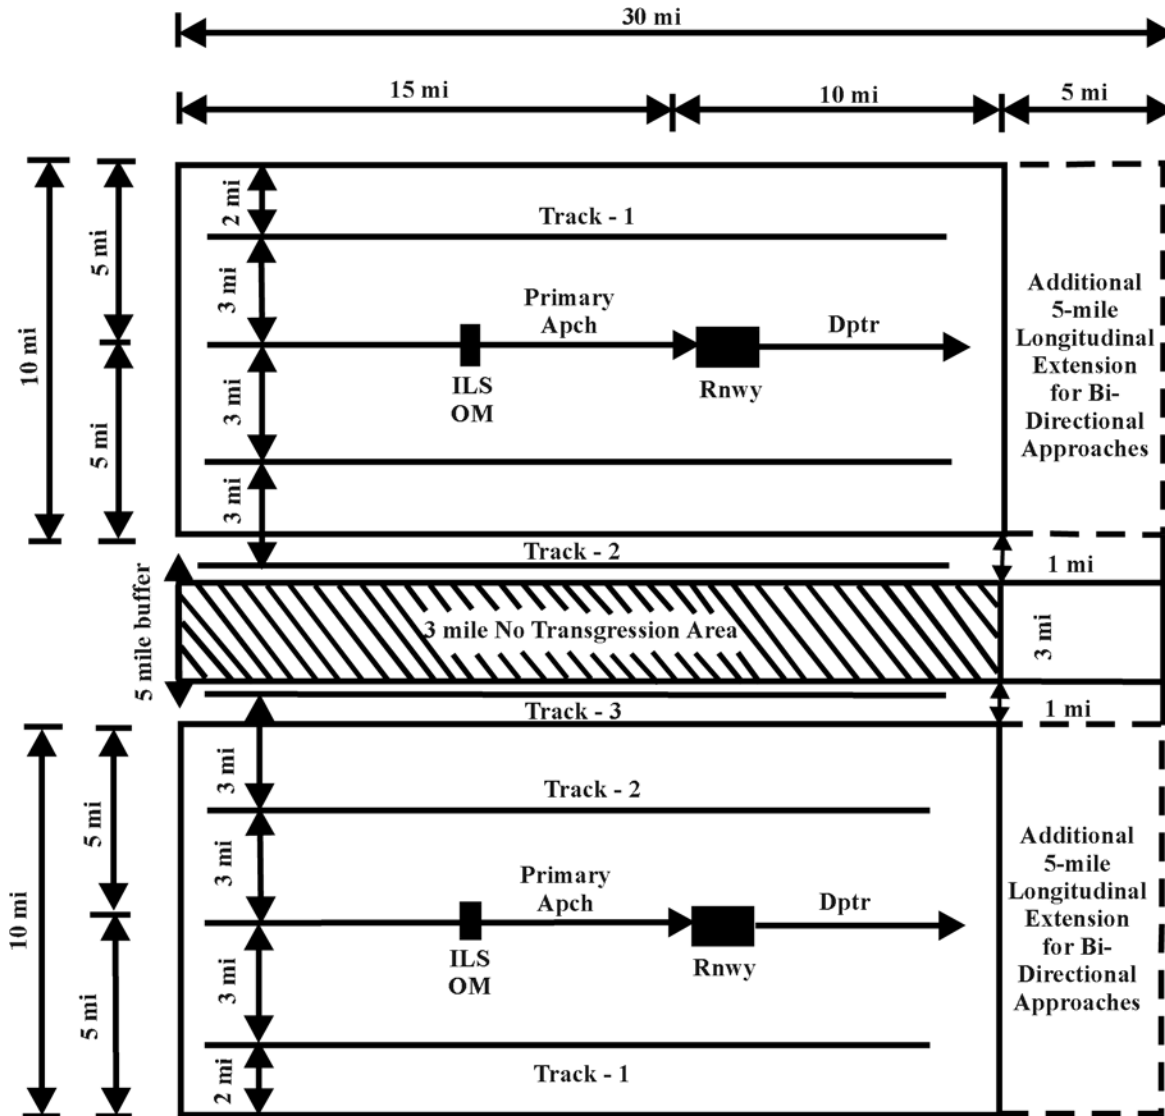 30 mi
15 mi
10 mi
5 mi
2 mi
Track - 1
5 mi
3 mi
Primary
Apch
Dptr
10 mi
ILS
OM
Rnwy
Additional
5-mile
Longitudinal
Extension
for Bi-
Directional
Approaches
3 mi
5 mi
3 mi
Track - 2
1 mi
5 mile buffer
3 mile No Transgression Area
3 mi
Track - 3
1 mi
3 mi
Track - 2
5 mi
3 mi
Primary
Apch
Dptr
10 mi
ILS
OM
Rnwy
Additional
5-mile
Longitudinal
Extension
for Bi-
Directional
Approaches
3 mi
5 mi
Track - 1
2 mi